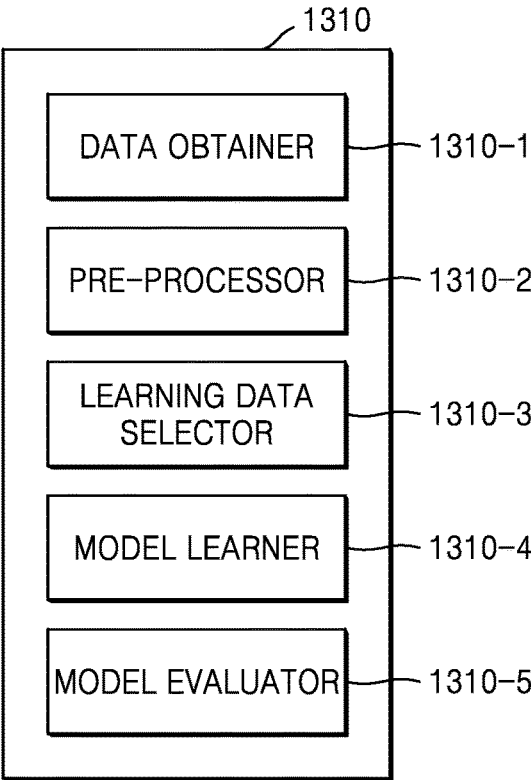 1310
DATA OBTAINER
1310-1
PRE-PROCESSOR
1310-2
LEARNING DATA
SELECTOR
1310-3
MODEL LEARNER
1310-4
MODEL EVALUATOR
1310-5